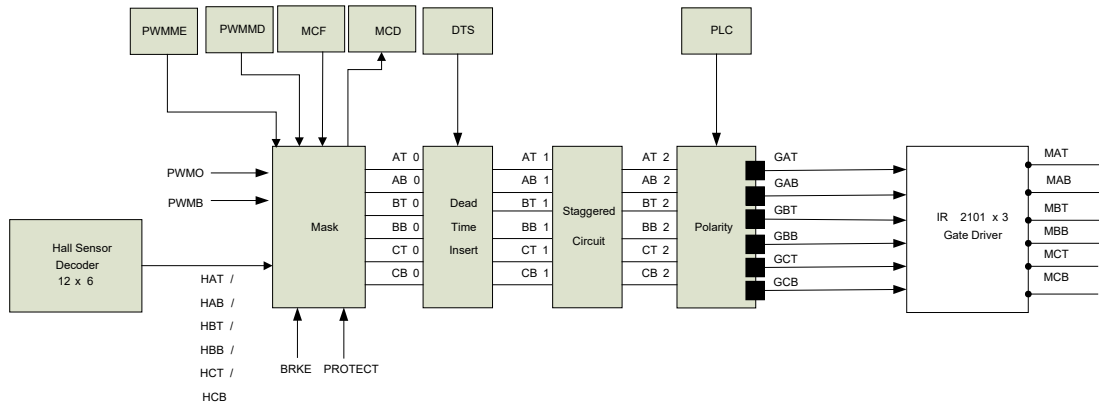 PWMME
PWMMD
MCF
MCD
DTS
PLC
PWMO
PWMB
Hall Sensor
Decoder
12 x 6
HAT /
HAB /
HBT /
HBB /
HCT /
HCB
Mask
BRKE
PROTECT
AT 0
AB 0
BT 0
BB 0
CT 0
CB 0
Dead
Time
Insert
AT 1
AB 1
BT 1
BB 1
CT 1
CB 1
Staggered
Circuit
AT 2
AB 2
BT 2
BB 2
CT 2
CB 2
Polarity
GAT
GAB
GBT
GBB
GCT
GCB
IR 2101 x 3
Gate Driver
MAT
MAB
MBT
MBB
MCT
MCB